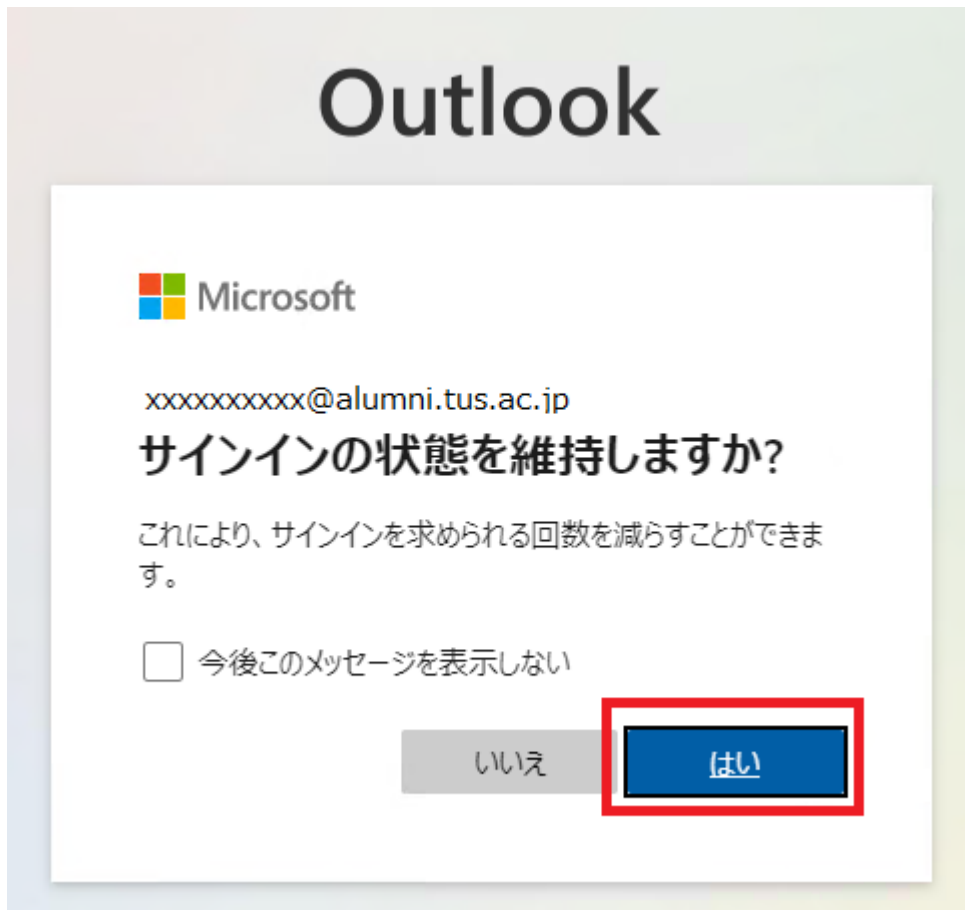 Outlook
Microsoft
xxxxxxxxxx@alumni.tus.ac.jp
サインインの状態を維持しますか?
これにより、サインインを求められる回数を減らすことができま
す。
今後このメッセージを表示しない
いいえ
はい